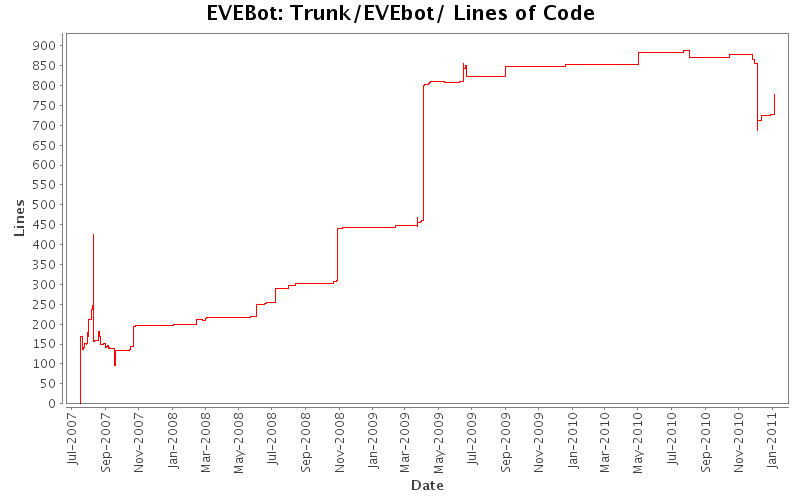 EVEBot: Trunk/EVEbot/ Lines of Code
Lines
900
850
800
750
700
650
600
550
500
450
400
350
300
250
200
150
100
50
0
Jul-2007
Sep-2007
Nov-2007
Jan-2008
Mar-2008
May-2008
Jul-2008
Sep-2008
Nov-2008
Jan-2009
Mar-2009
May-2009
Jul-2009
Sep-2009
Nov-2009
Jan-2010
Mar-2010
May-2010
Jul-2010
Sep-2010
Nov-2010
Jan-2011
Date